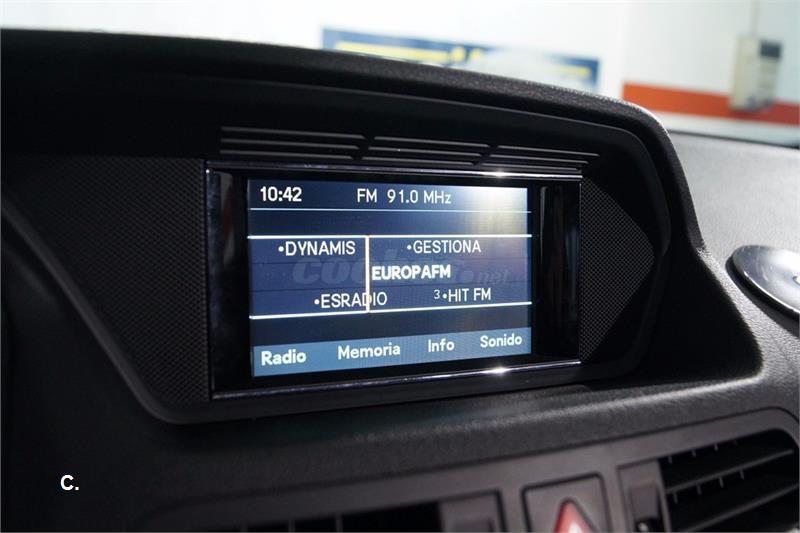 10:42 FM 91.0 MHz
•DYNAMIS •GESTIONA
EUROPAFM
•ESRADIO 3•HIT FM
Radio Memoria Info Sonido
C.